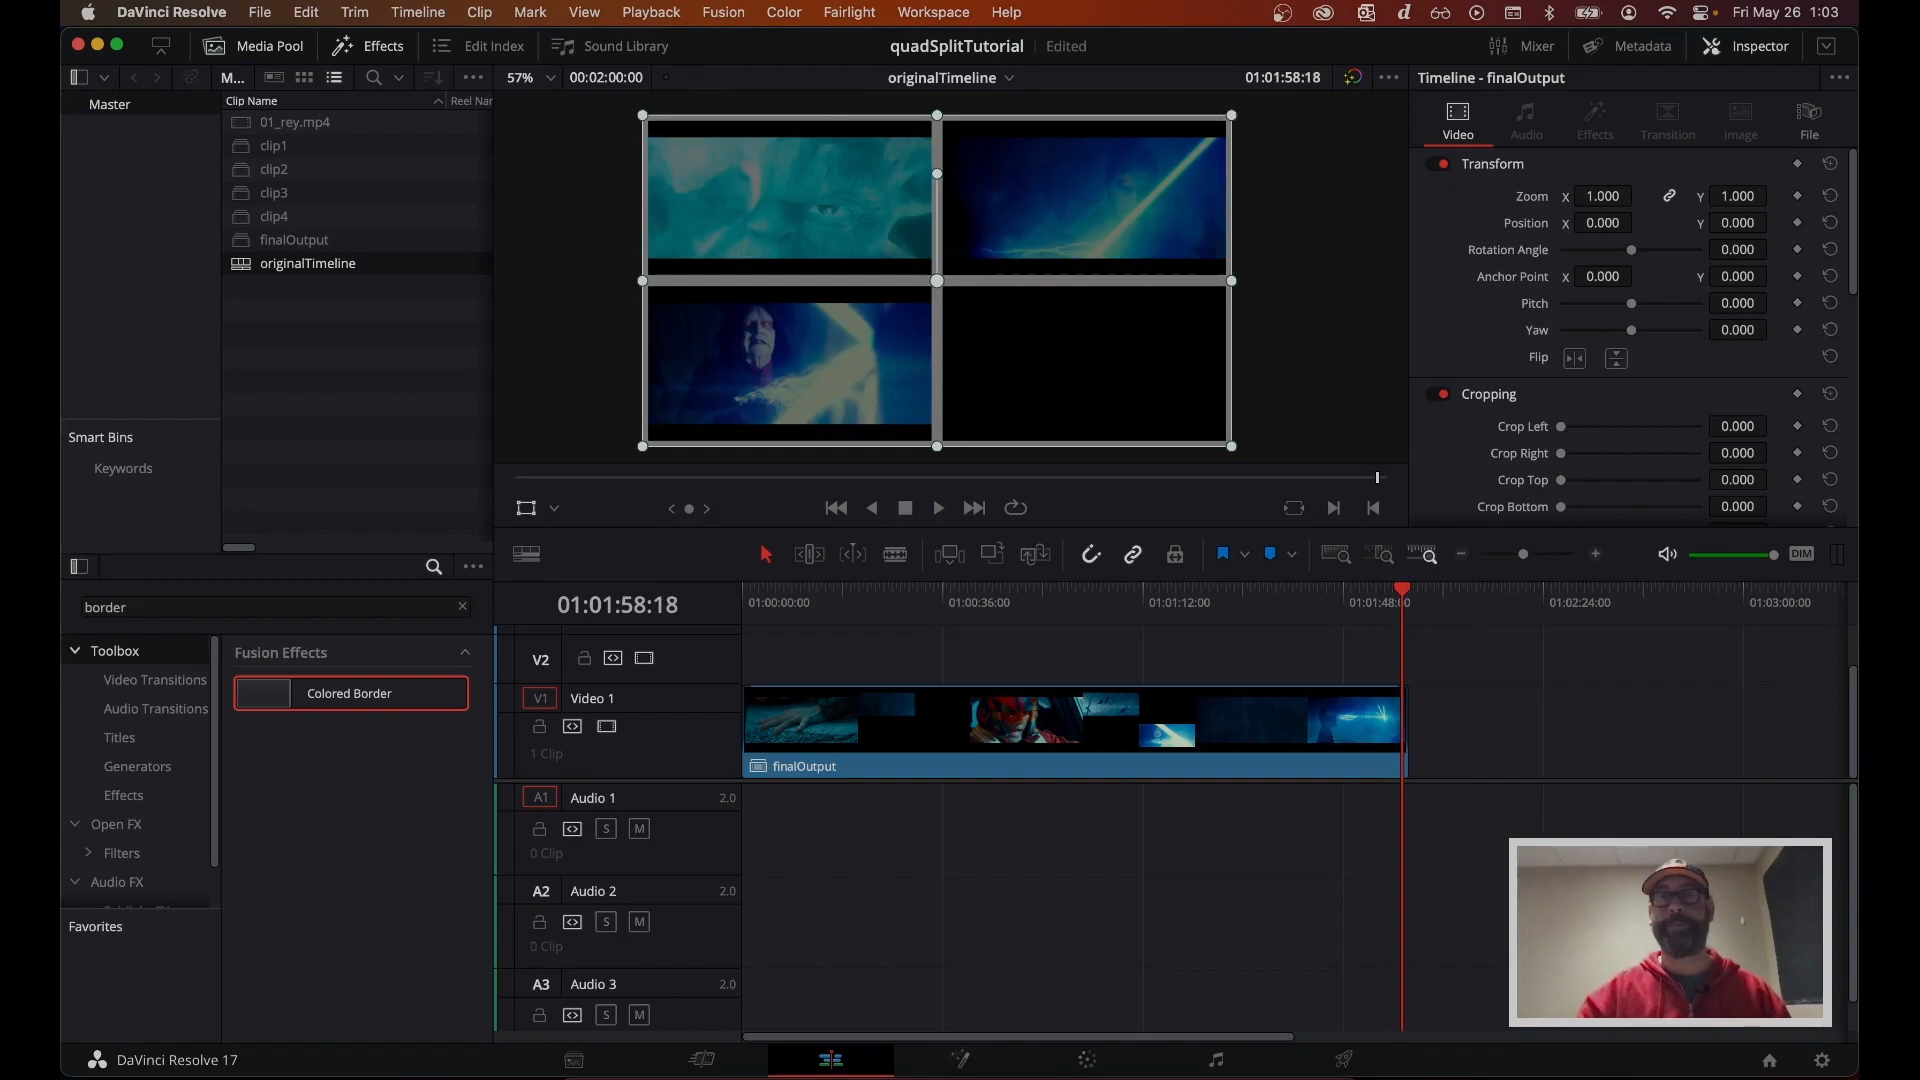 DaVinci Resolve File Edit Trim Timeline Clip Mark View Playback Fusion Color Fairlight Workspace Help Fri May 26 1:03
Media Pool Effects Edit Index Sound Library quadSplitTutorial Edited Mixer Metadata Inspector
M... 57% 00:02:00:00 originalTimeline 01:01:58:18 Timeline - finalOutput
Master
Clip Name Reel Nar
01_rey.mp4
clip1
clip2
clip3
clip4
finalOutput
originalTimeline
Smart Bins
Keywords
Video Audio Effects Transition Image File
Transform
Zoom X 1.000 Y 1.000
Position X 0.000 Y 0.000
Rotation Angle 0.000
Anchor Point X 0.000 Y 0.000
Pitch 0.000
Yaw 0.000
Flip
Cropping
Crop Left 0.000
Crop Right 0.000
Crop Top 0.000
Crop Bottom 0.000
DIM
border
Toolbox
Video Transitions
Audio Transitions
Titles
Generators
Effects
Open FX
Filters
Audio FX
Favorites
Fusion Effects
Colored Border
01:01:58:18
01:00:00:00 01:00:36:00 01:01:12:00 01:01:48:00 01:02:24:00 01:03:00:00
V2
V1 Video 1
1 Clip
finalOutput
A1 Audio 1 2.0
S M
0 Clip
A2 Audio 2 2.0
S M
0 Clip
A3 Audio 3 2.0
S M
DaVinci Resolve 17